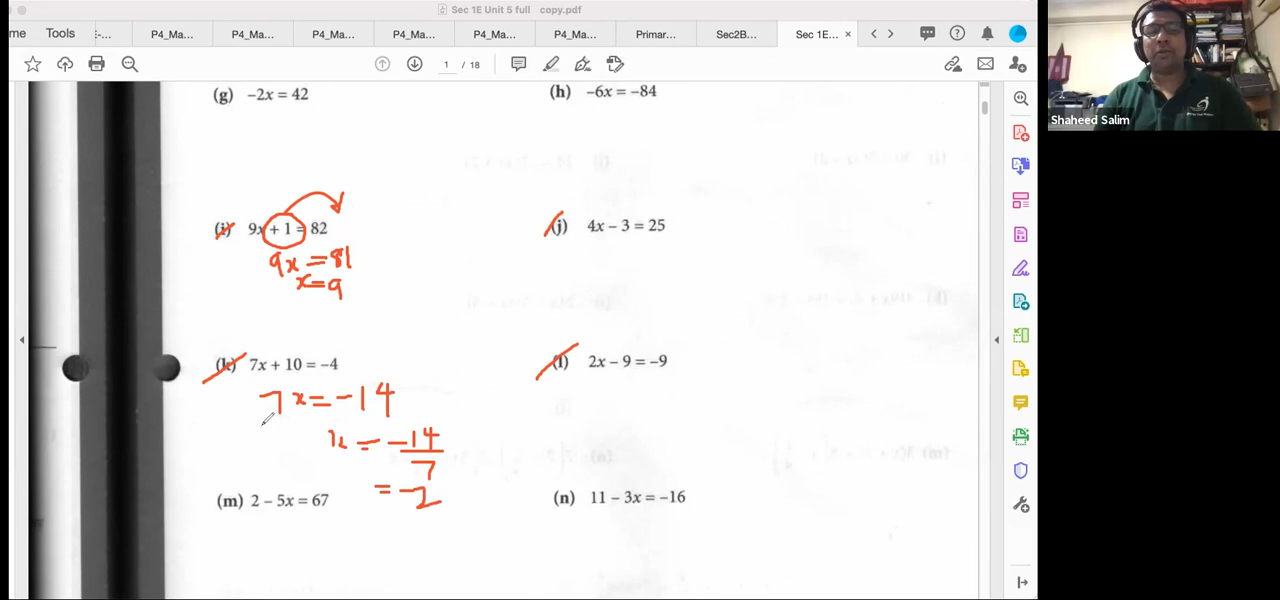 Sec 1E Unit 5 full copy.pdf
me Tools E-... P4_Ma... P4_Ma... P4_Ma... P4_Ma... P4_Ma... P4_Ma... Primar... Sec2B... Sec 1E... ×
1 / 18
Shaheed Salim
(g) -2x = 42
(h) -6x = -84
(i) 9x + 1 = 82
9x = 81
x = 9
(j) 4x - 3 = 25
(k) 7x + 10 = -4
7x = -14
x = -14/7
= -2
(l) 2x - 9 = -9
(m) 2 - 5x = 67
(n) 11 - 3x = -16